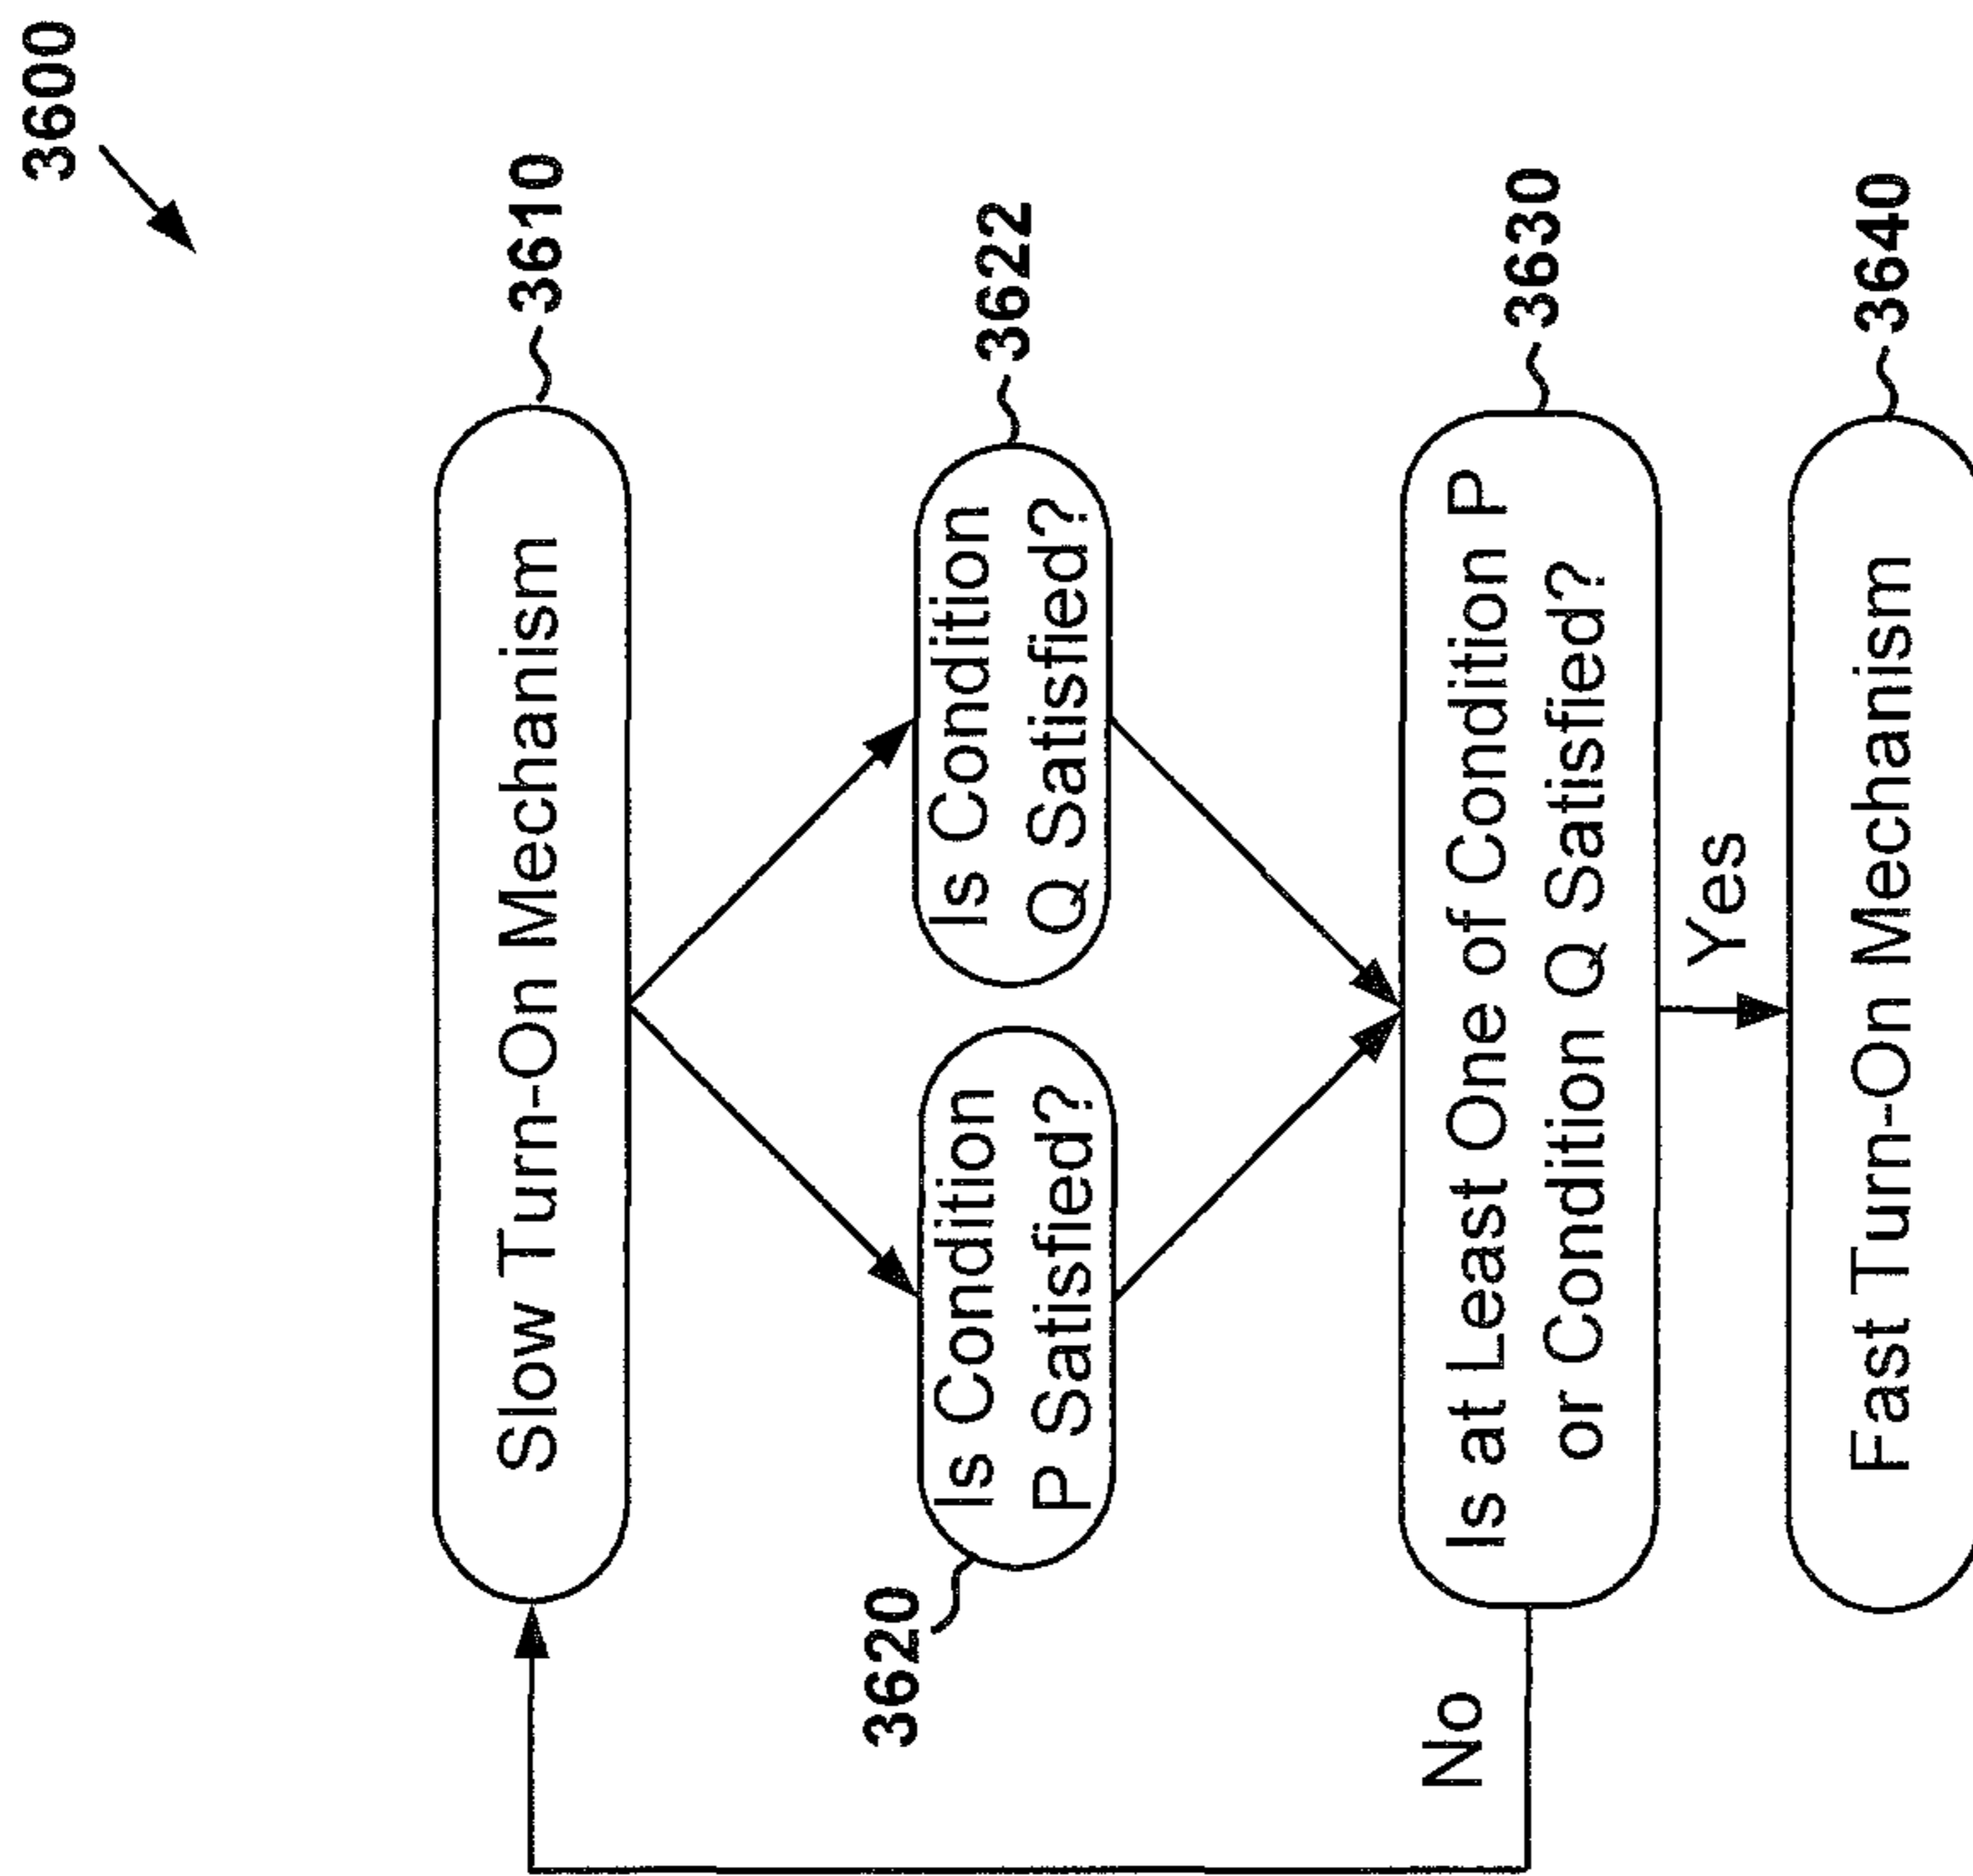 3600
Slow Turn-On Mechanism
3610
Is Condition
P Satisfied?
3620
Is Condition
Q Satisfied?
3622
Is at Least One of Condition P
or Condition Q Satisfied?
3630
No
Yes
Fast Turn-On Mechanism
3640